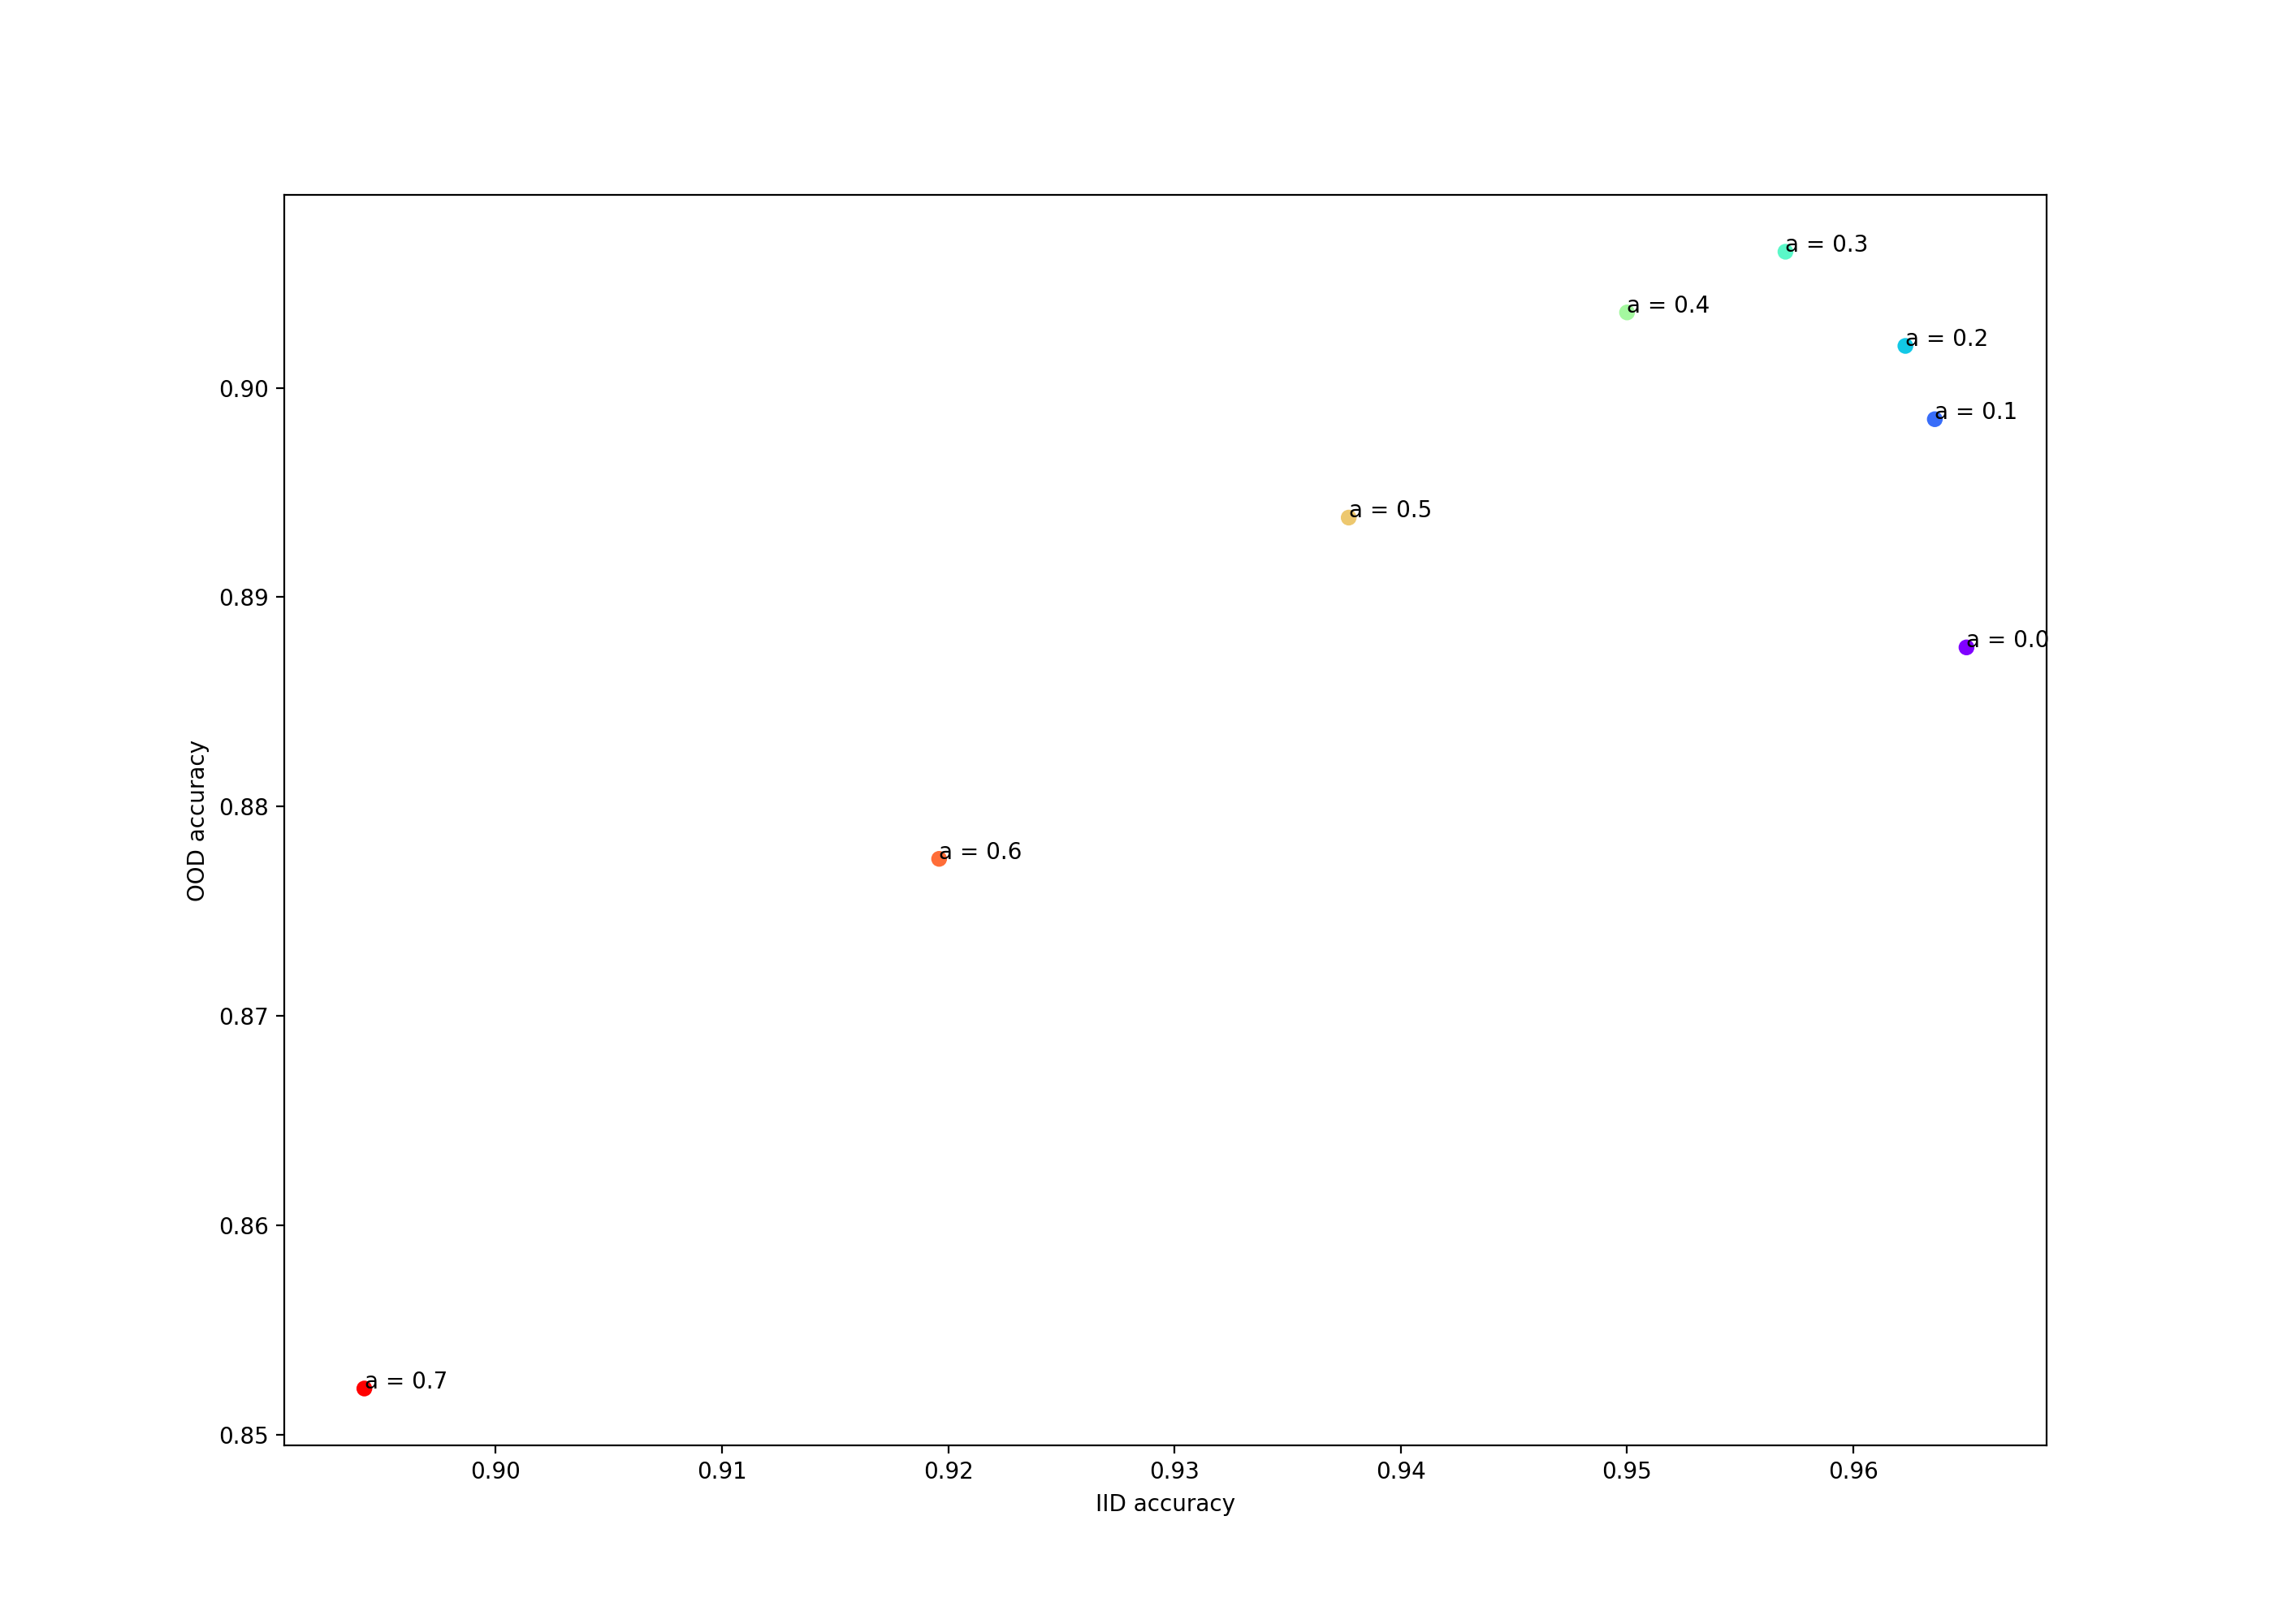 a = 0.3
a = 0.4
a = 0.2
0.90
a = 0.1
a = 0.5
0.89
a = 0.0
0.88
OOD accuracy
a = 0.6
0.87
0.86
a = 0.7
0.85
0.90 0.91 0.92 0.93 0.94 0.95 0.96
IID accuracy